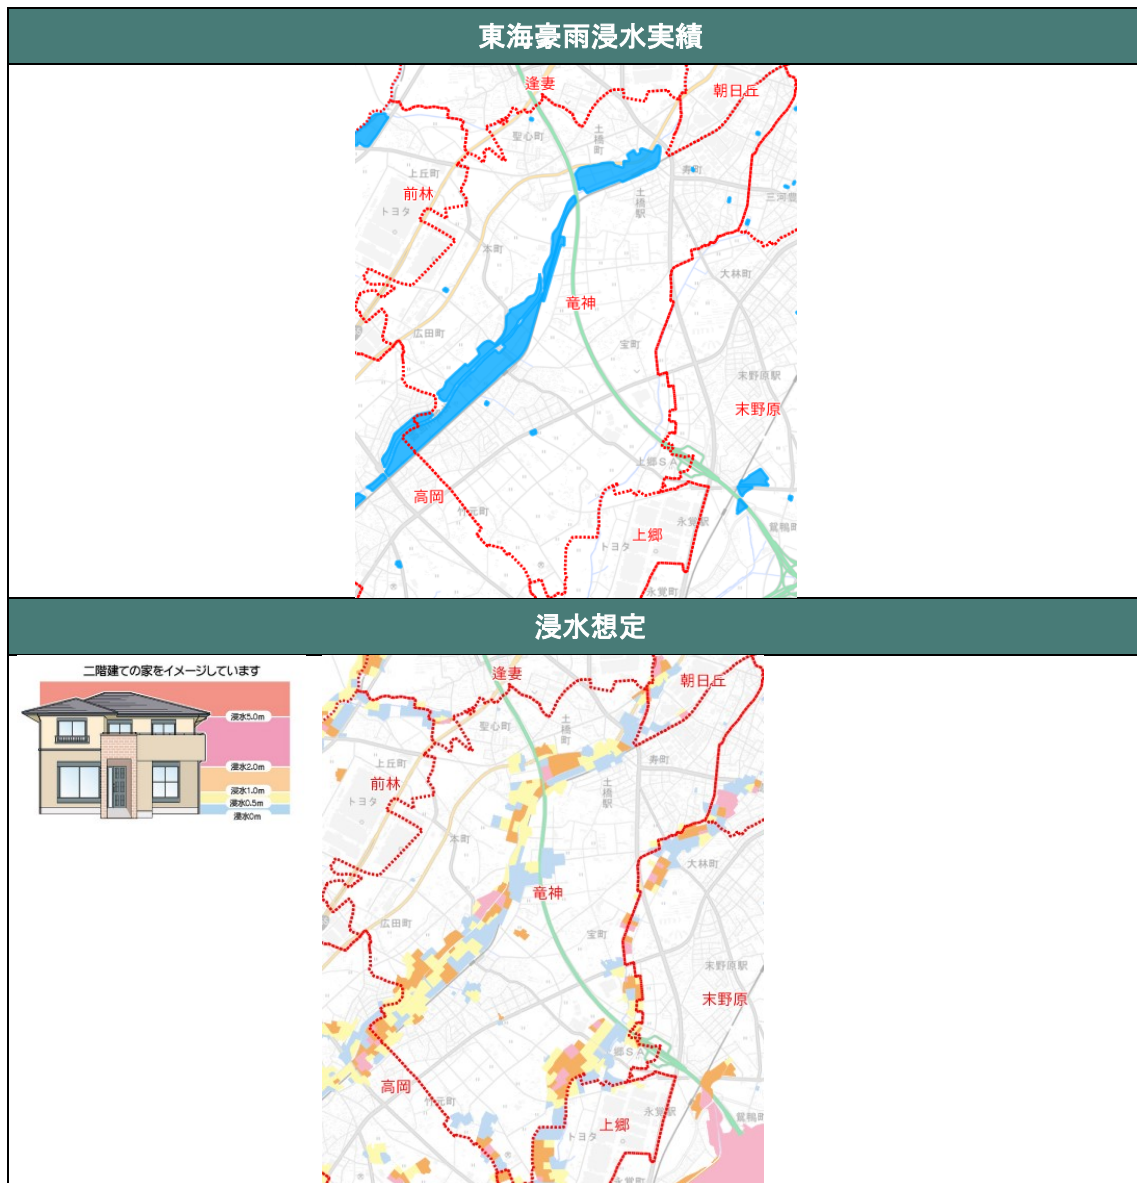 東海豪雨浸水実績
逢妻
朝日丘
聖心町
土橋町
上丘町
寿町
前林
トヨタ
土橋駅
本町
大林町
竜神
広田町
宝町
末野原駅
末野原
上郷SA
高岡
竹元町
永覚駅
上郷
トヨタ
永覚町
浸水想定
二階建ての家をイメージしています
浸水5.0m
浸水2.0m
浸水1.0m
浸水0.5m
浸水0m
逢妻
朝日丘
聖心町
土橋町
上丘町
寿町
前林
トヨタ
土橋駅
本町
大林町
竜神
広田町
宝町
末野原駅
末野原
郷SA
高岡
竹元町
永覚駅
上郷
トヨタ